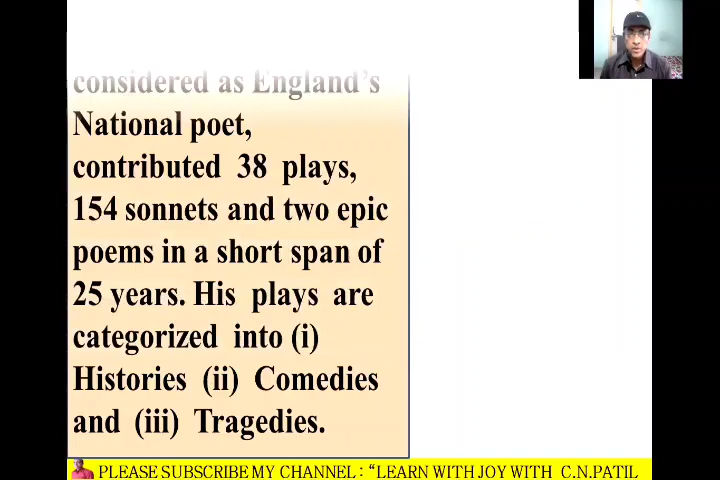 considered as England's
National poet,
contributed 38 plays,
154 sonnets and two epic
poems in a short span of
25 years. His plays are
categorized into (i)
Histories (ii) Comedies
and (iii) Tragedies.
PLEASE SUBSCRIBE MY CHANNEL : “LEARN WITH JOY WITH C.N.PATIL